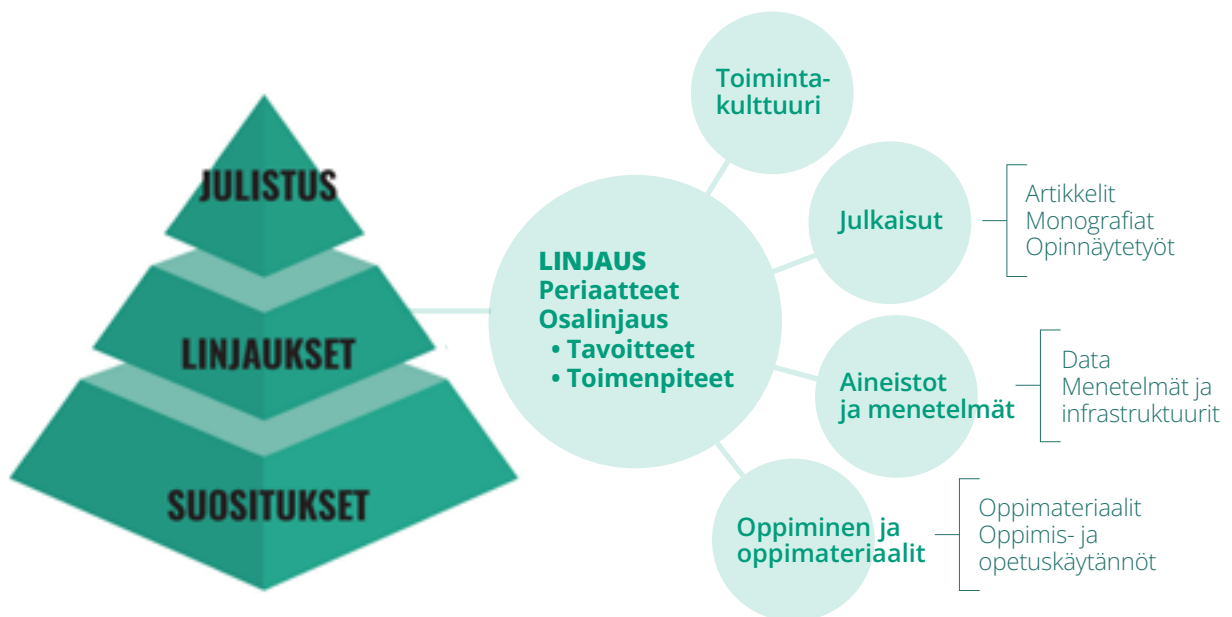 JULISTUS
LINJAUKSET
SUOSITUKSET
LINJAUS
Periaatteet
Osalinjaus
• Tavoitteet
• Toimenpiteet
Toiminta-
kulttuuri
Julkaisut
Artikkelit
Monografiat
Opinnäytetyöt
Aineistot
ja menetelmät
Data
Menetelmät ja
infrastruktuurit
Oppiminen ja
oppimateriaalit
Oppimateriaalit
Oppimis- ja
opetuskäytännöt